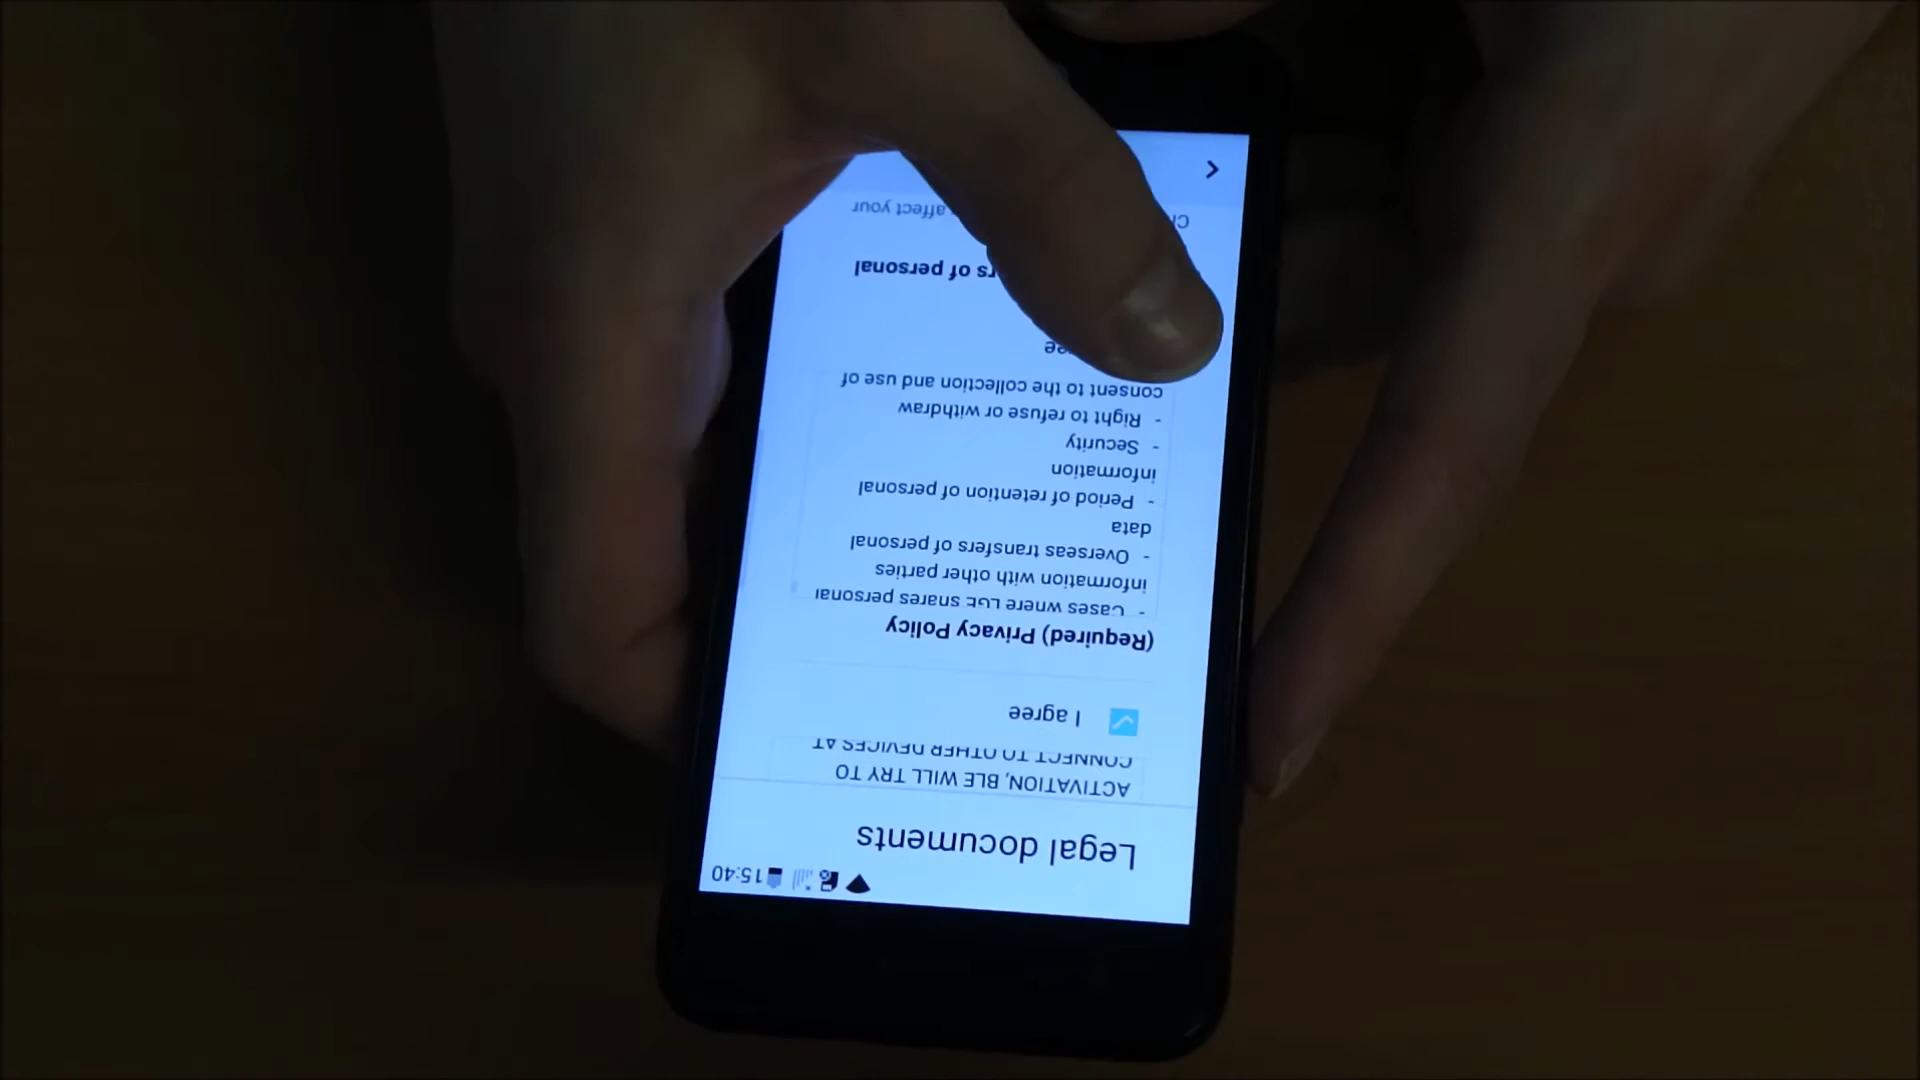 15:40
Legal documents
ACTIVATION, BLE WILL TRY TO
CONNECT TO OTHER DEVICES AT
I agree
(Required) Privacy Policy
- Cases where LGE shares personal
information with other parties
- Overseas transfers of personal
data
- Period of retention of personal
information
- Security
- Right to refuse or withdraw
consent to the collection and use of
of personal
affect your